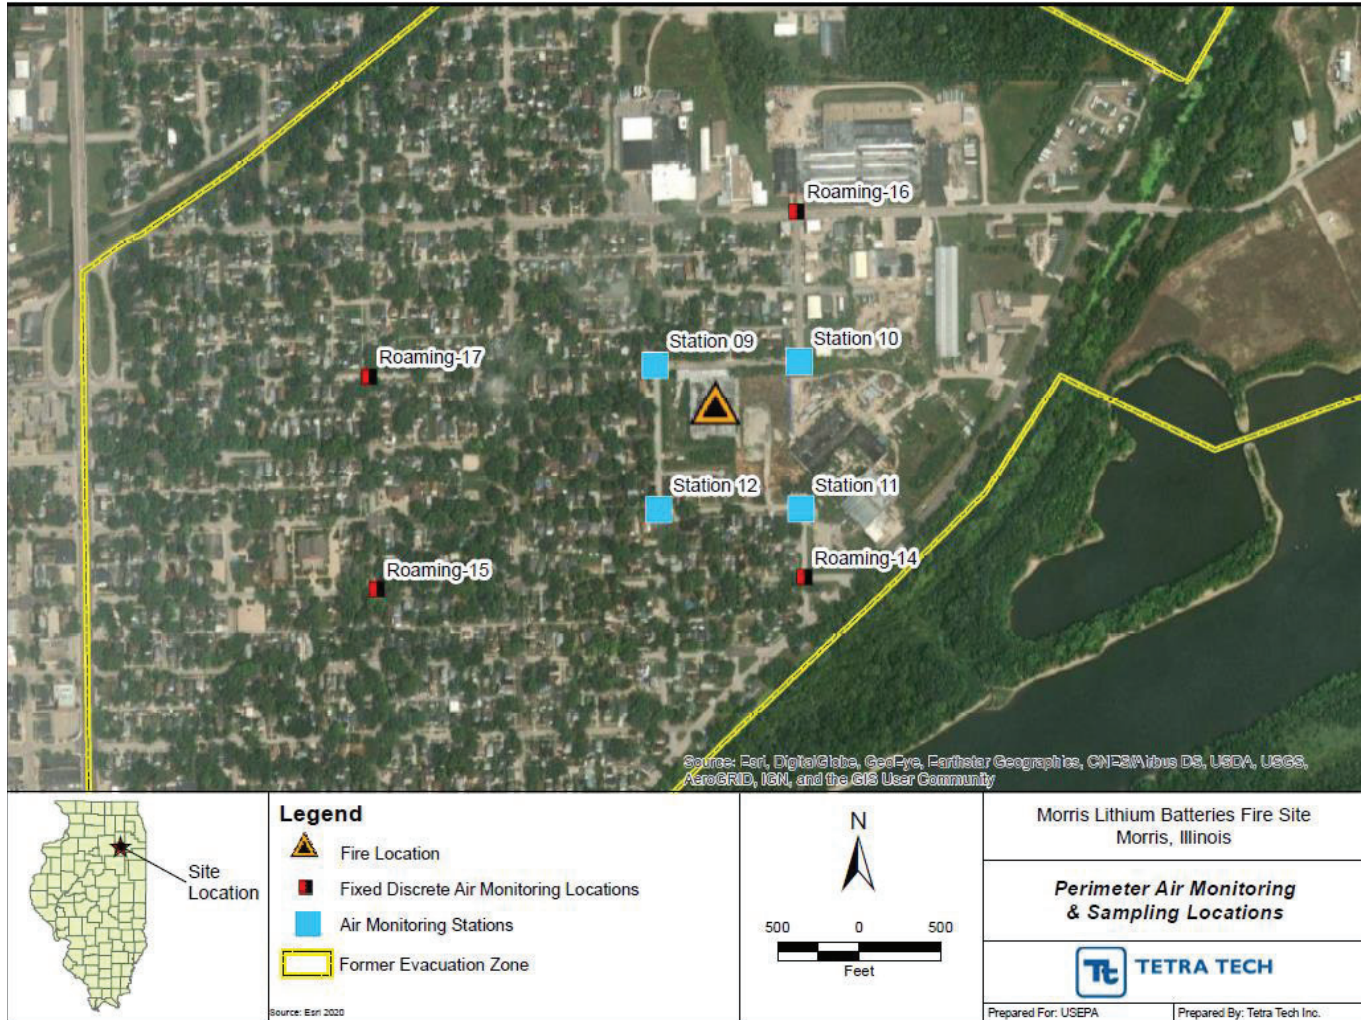 Roaming-16
Station 09
Station 10
Roaming-17
Station 12
Station 11
Roaming-15
Roaming-14
Source: Esri, DigitalGlobe, GeoEye, Earthstar Geographics, CNES/Airbus DS, USDA, USGS,
AeroGRID, IGN, and the GIS User Community
Site
Location
Legend
Fire Location
Fixed Discrete Air Monitoring Locations
Air Monitoring Stations
Former Evacuation Zone
Source: Esri 2020
N
500 0 500
Feet
Morris Lithium Batteries Fire Site
Morris, Illinois
Perimeter Air Monitoring
& Sampling Locations
Tt TETRA TECH
Prepared For: USEPA
Prepared By: Tetra Tech Inc.